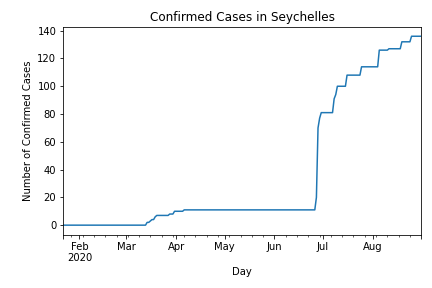 Confirmed Cases in Seychelles
140
120
100
80
60
40
20
0
Number of Confirmed Cases
Feb Mar Apr May Jun Jul Aug
2020
Day